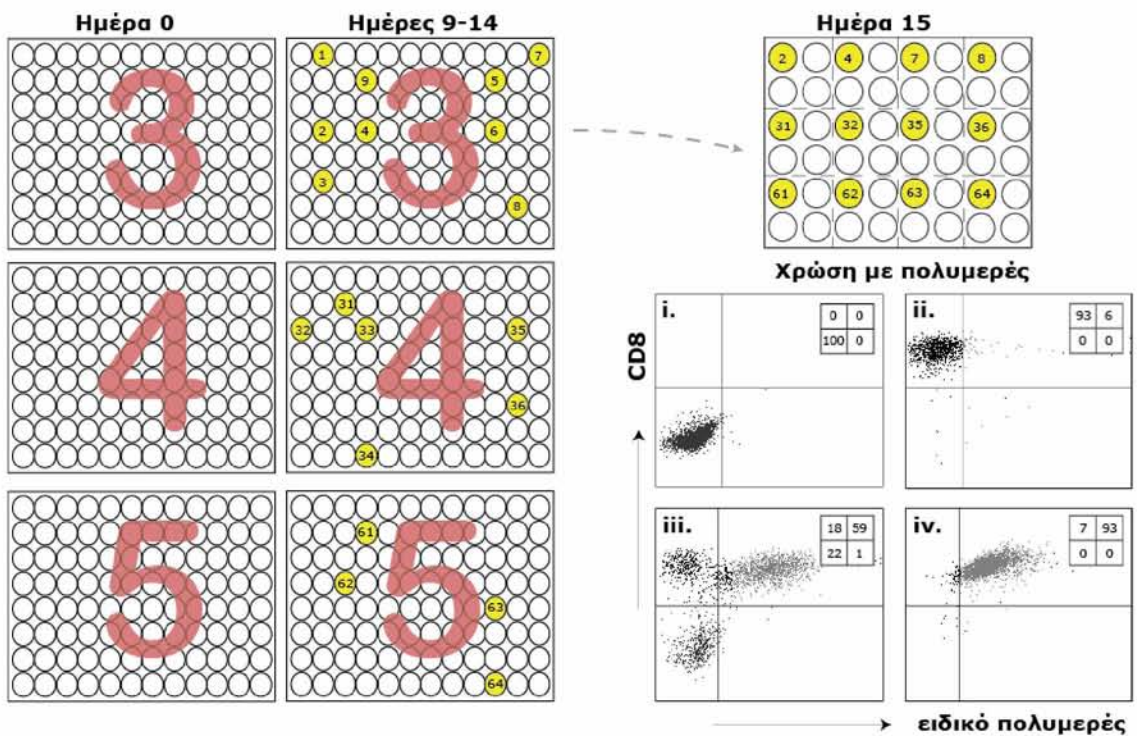 Ημέρα 0
Ημέρες 9-14
Ημέρα 15
3
3
1
7
9
5
2
4
6
3
8
2 4 7 8
31 32 35 36
61 62 63 64
4
4
31
32
33
35
36
34
5
5
61
62
63
64
Χρώση με πολυμερές
CD8
i.
0 0
100 0
ii.
93 6
0 0
iii.
18 59
22 1
iv.
7 93
0 0
ειδικό πολυμερές